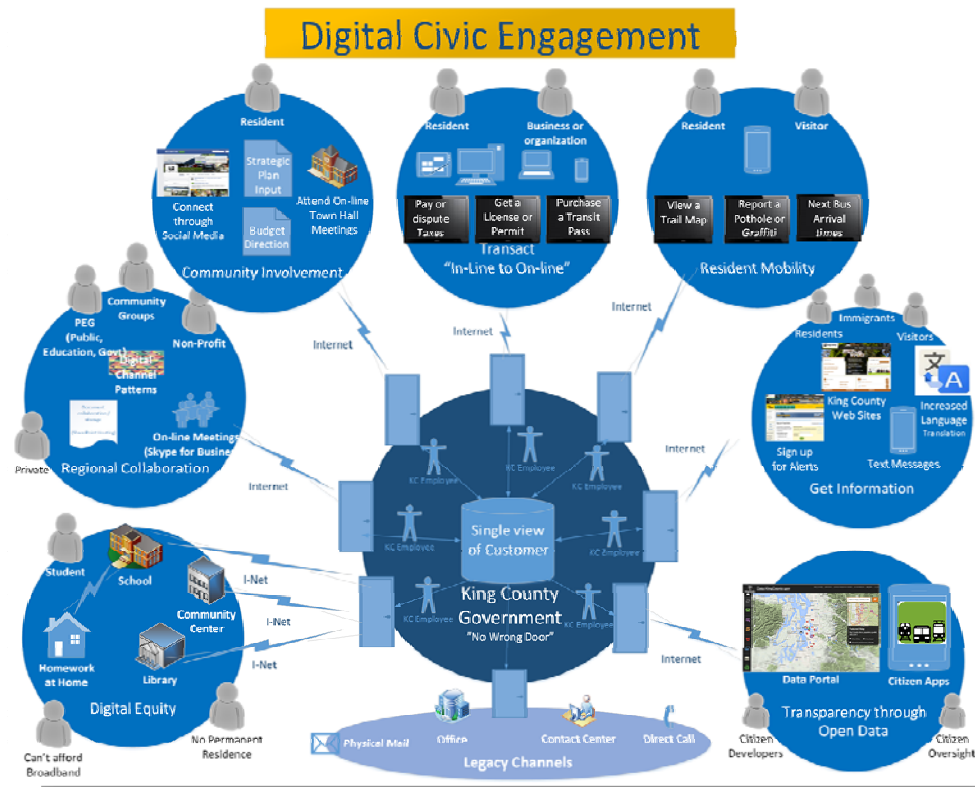 Digital Civic Engagement
Resident
Strategic
Plan
Input
Connect
through
Social Media
Budget
Direction
Attend On-line
Town Hall
Meetings
Community Involvement
Resident
Business or
organization
Pay or
dispute
Taxes
Get a
License or
Permit
Purchase
a Transit
Pass
Transact
"In-Line to On-line"
Resident
Visitor
View a
Trail Map
Report a
Pothole or
Graffiti
Next Bus
Arrival
times
Resident Mobility
Community
Groups
PEG
(Public,
Education, Govt)
Non-Profit
Digital
Channel
Patterns
On-line Meetings
(Skype for Business
Private
Regional Collaboration
Internet
Internet
Internet
Residents
Immigrants
Visitors
King County
Web Sites
文
A
Increased
Language
Translation
Sign up
for Alerts
Text Messages
Get Information
Internet
Internet
KC Employee
KC Employee
KC Employee
KC Employee
KC Employee
KC Employee
KC Employee
Single view
of Customer
King County
Government
"No Wrong Door"
Student
School
Community
Center
Homework
at Home
Library
Digital Equity
Can't afford
Broadband
No Permanent
Residence
I-Net
I-Net
I-Net
Internet
Data Portal
Citizen Apps
Transparency through
Open Data
Citizen
Developers
Citizen
Oversight
Physical Mail
Office
Contact Center
Direct Call
Legacy Channels